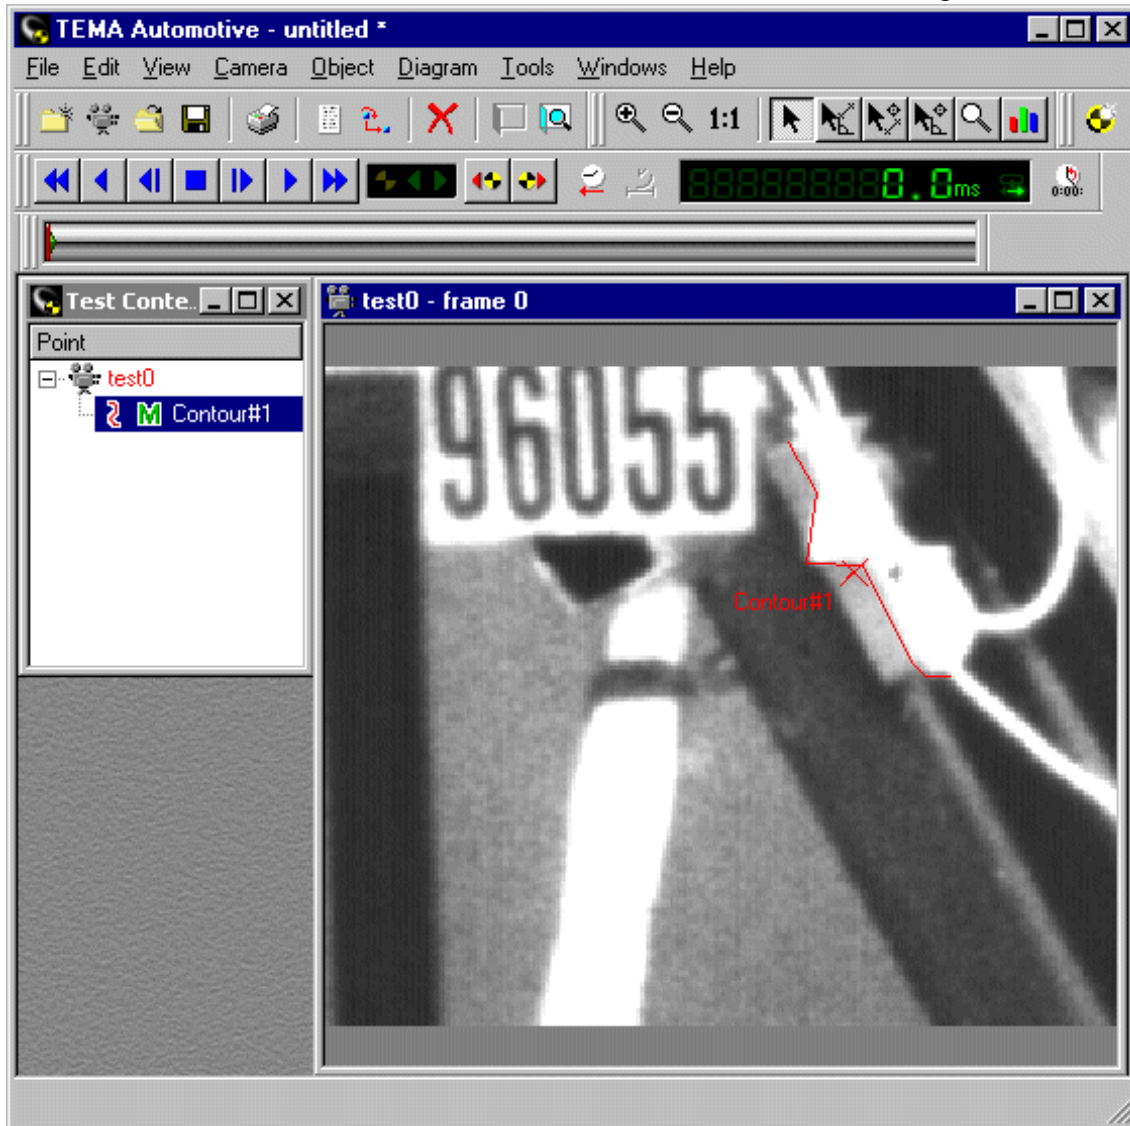 TEMA Automotive - untitled *
File Edit View Camera Object Diagram Tools Windows Help
1:1
0.0ms
0:00:
Test Conte..
test0 - frame 0
Point
test0
M Contour#1
96055
Contour#1